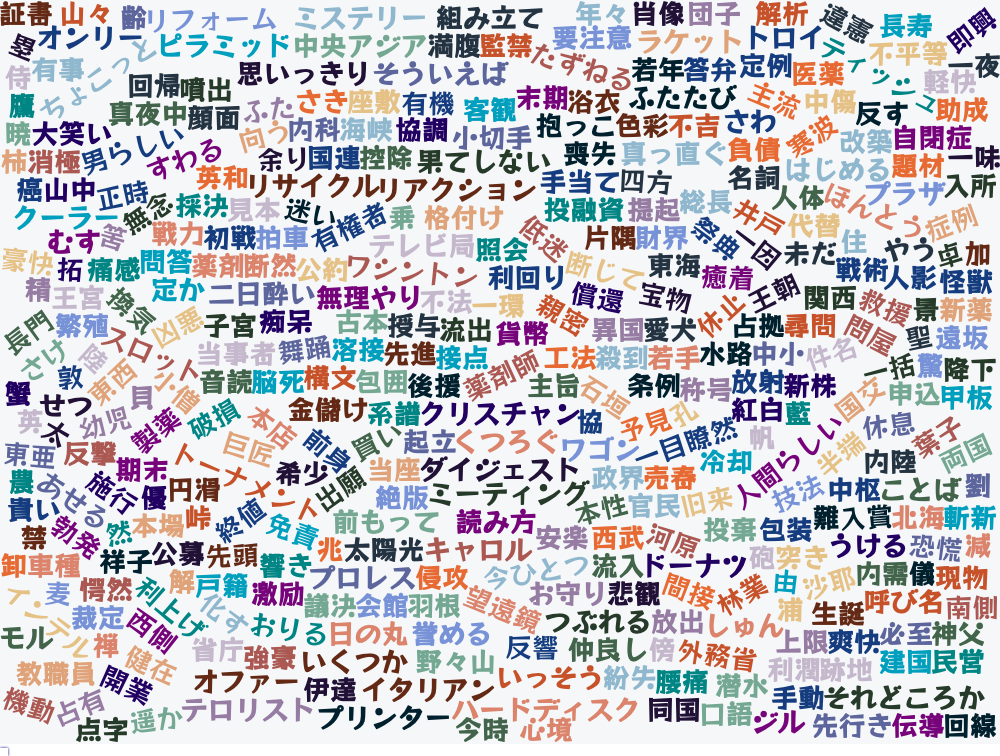 証書 山々 齢 リフォーム ミステリー 組み立て 年々 肖像 団子 解析 違憲 長寿 即興
塁 オンリー ちょこっと ピラミッド 中央アジア 満腹 監禁 たずねる 要注意 ラケット トロイ ティッシュ 不平等 一夜
侍 有事 回帰 噴出 思いっきり そういえば 若年 答弁 定例 医薬 軽快
鷹 真夜中 顔面 ふた さき 座敷 有機 客観 末期 浴衣 ふたたび 主流 中傷 反す 助成
暁 大笑い 男らしい すわる 向う 内科 海峡 協調 小切手 抱っこ 色彩 不吉 さわ 寒波 改築 自閉症
柿 消極 余り 国連 控除 果てしない 喪失 真っ直ぐ 負債 はじめる 題材 一味
癌 山中 正時 英和 リサイクル リアクション 手当て 四方 名詞 人体 ほんとう プラザ 入所
クーラー 無念 採決 見本 迷い 有権者 乗 格付け 低迷 投融資 提起 総長 井戸 代替 症例
むす 筈 戦力 初戦 拍車 テレビ局 照会 片隅 財界 祭典 一因 未だ 住 やう 卓 加
豪快 拓 痛感 問答 薬剤 断然 公約 ワシントン 利回り 断じて 東海 癒着 戦術 人影 怪獣
精 王宮 換気 定か 二日酔い 無理やり 不法 一環 親密 償還 宝物 休止 王朝 関西 救援 景 新薬
長門 繁殖 スロット 凶悪 子宮 痴呆 古本 授与 流出 貨幣 異国 愛犬 占拠 尋問 問屋 聖 遠坂
さけ 陸 当事者 舞踊 溶接 先進 接点 薬剤師 工法 殺到 若手 水路 中小 件名 一括 驚 降下
蟹 敦 東西 小僧 音読 脳死 構文 包囲 後援 主旨 石垣 条例 称号 放射 新株 国交 申込 甲板
せつ 貝 英 幼児 製薬 破損 本店 金儲け 系譜 クリスチャン 協 予見 孔 紅白 藍 休息 葉子
東亜 反撃 巨匠 前身 買い 起立 くつろぐ ワゴン 一目瞭然 帆 人間らしい 半端 内陸 両国
農 あせる 期末 トーナメント 希少 当座 ダイジェスト 政界 売春 冷却 技法 中枢 ことば 劉
貴い 施行 優 円滑 出願 絶版 ミーティング 本性 官民 旧来 難入賞 北海 斬新
禁 勃発 然 本場 峠 終値 免責 前もって 読み方 安楽 西武 河原 投棄 包装 うける 恐慌 減
卸 車種 祥子 公募 先頭 響き 兆 太陽光 キャロル 今ひとつ 流入 ドーナツ 砲 突き 内需 儀 現物
インテル 麦 愕然 利上げ 解 戸籍 激励 プロレス 侵攻 お守り 悲観 間接 林業 由 沙耶 呼び名 南側
裁定 西側 化す おりる 議決 会館 羽根 望遠鏡 つぶれる 放出 しゅん 浦 生誕
モル 禅 省庁 日の丸 誉める 反響 仲良し 傍 外務省 上限 爽快 必至 神父
教職員 健在 強豪 いくつか 野々山 いっそう 紛失 腰痛 利潤 跡地 建国 民営
機動 占有 開業 オファー 伊達 イタリアン 潜水 手動 それどころか
点字 遥か テロリスト プリンター ハードディスク 今時 心境 同国 口語 ジル 先行き 伝導 回線